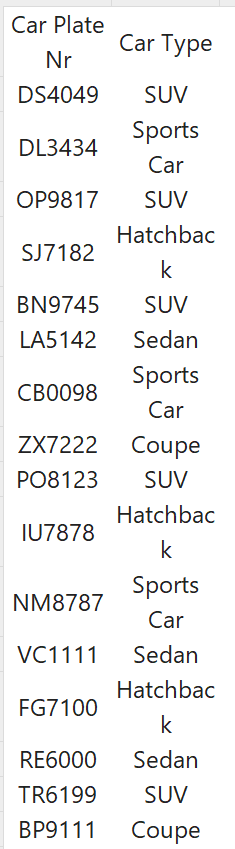 Car Plate Nr Car Type
DS4049 SUV
DL3434 Sports Car
OP9817 SUV
SJ7182 Hatchback
BN9745 SUV
LA5142 Sedan
CB0098 Sports Car
ZX7222 Coupe
PO8123 SUV
IU7878 Hatchback
NM8787 Sports Car
VC1111 Sedan
FG7100 Hatchback
RE6000 Sedan
TR6199 SUV
BP9111 Coupe